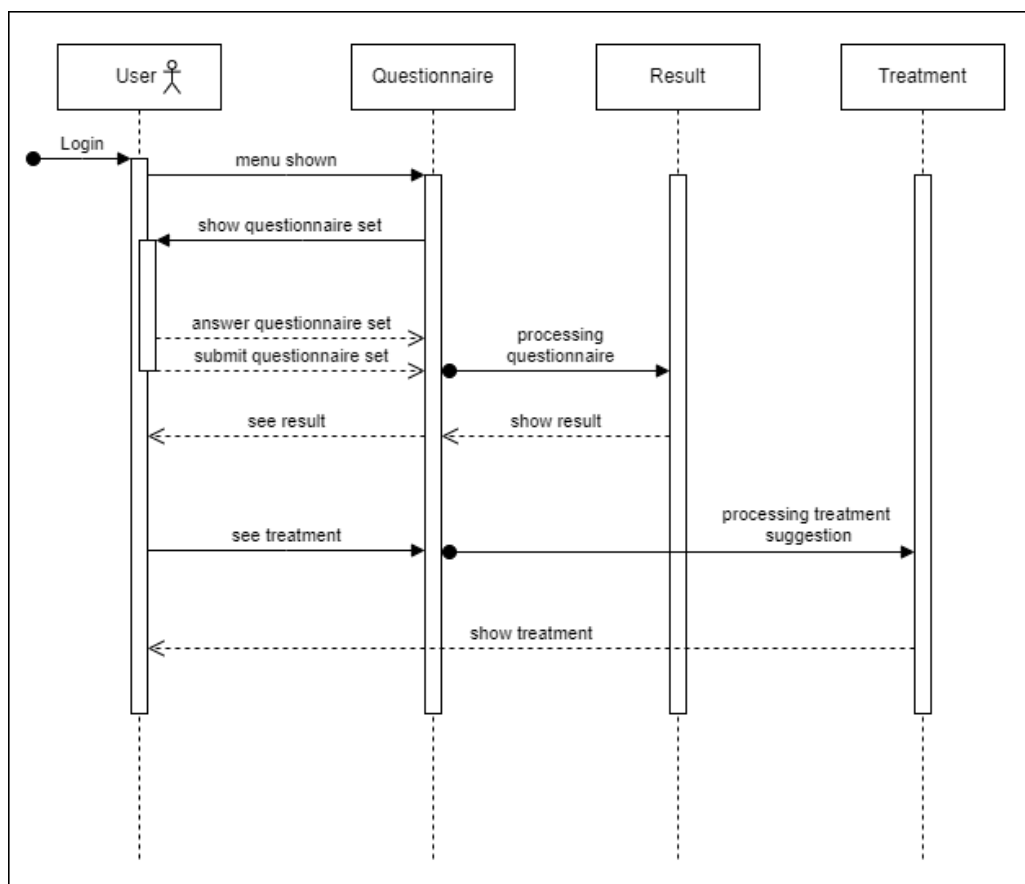 User
Questionnaire
Result
Treatment
Login
menu shown
show questionnaire set
answer questionnaire set
submit questionnaire set
processing
questionnaire
see result
show result
see treatment
processing treatment
suggestion
show treatment